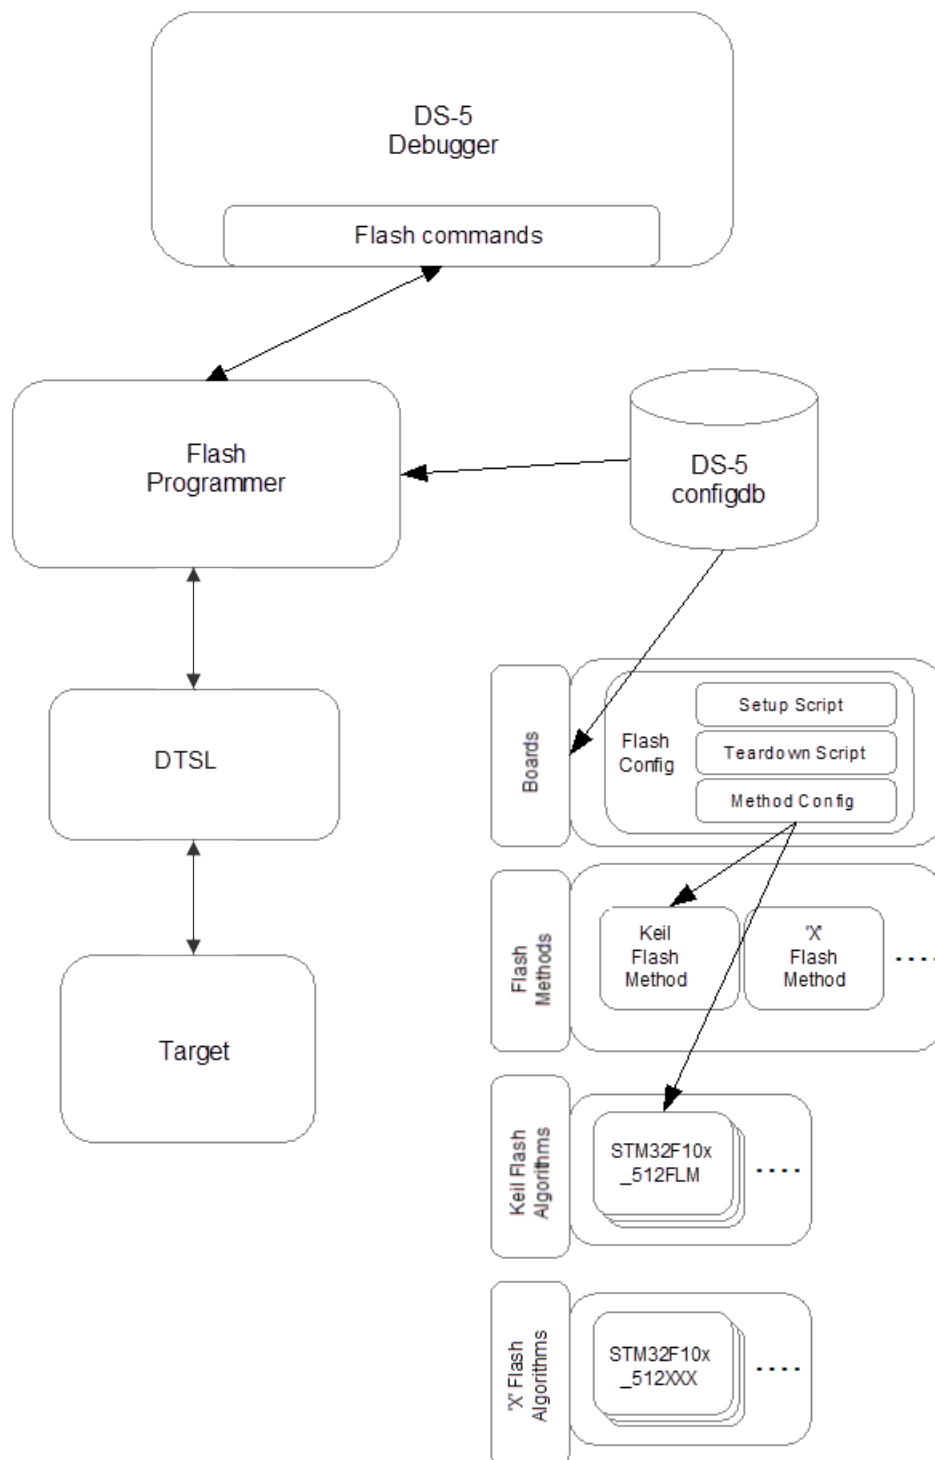 DS-5
Debugger
Flash commands
Flash
Programmer
DS-5
configdb
DTSL
Target
Boards
Flash
Config
Setup Script
Teardown Script
Method Config
Flash
Methods
Keil
Flash
Method
'X'
Flash
Method
....
Keil Flash
Algorithms
STM32F10x
_512FLM
....
'X' Flash
Algorithms
STM32F10x
_512XXX
....